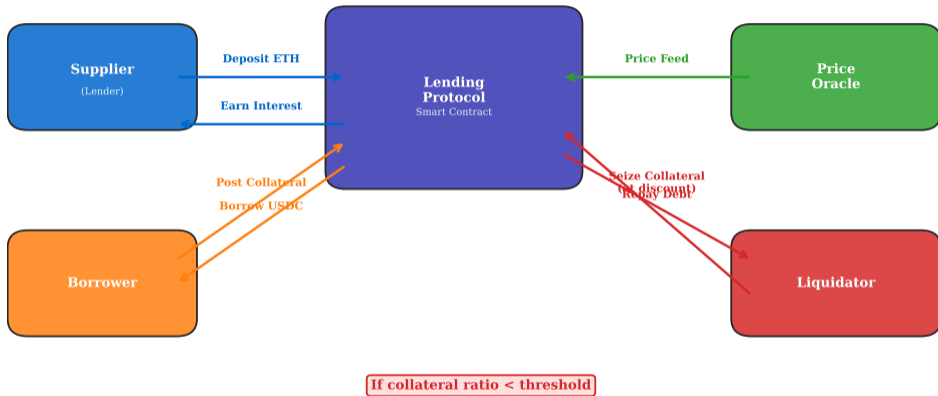 Supplier
(Lender)
Deposit ETH
Earn Interest
Lending
Protocol
Smart Contract
Price Feed
Price
Oracle
Post Collateral
Borrow USDC
Seize Collateral
(at discount)
Repay Debt
Borrower
Liquidator
If collateral ratio < threshold